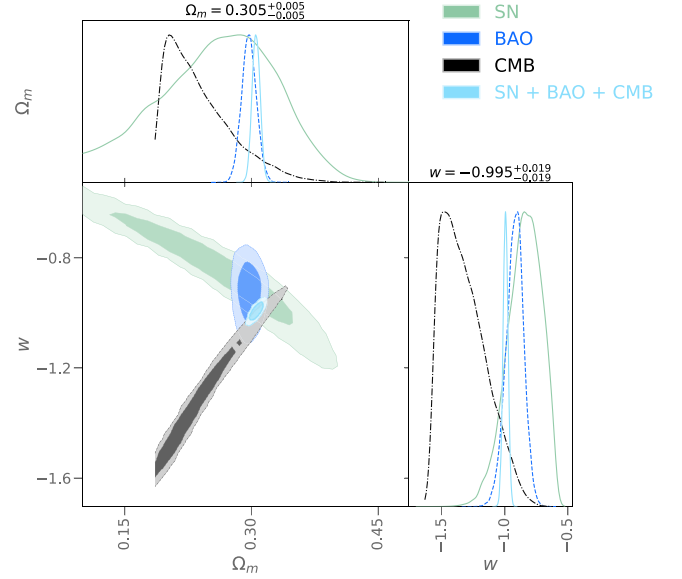 Ωm = 0.305+0.005 −0.005
SN
BAO
CMB
SN + BAO + CMB
Ωm
w = −0.995+0.019 −0.019
−0.8
−1.2
−1.6
w
0.15
0.30
0.45
Ωm
−1.5
−1.0
−0.5
w